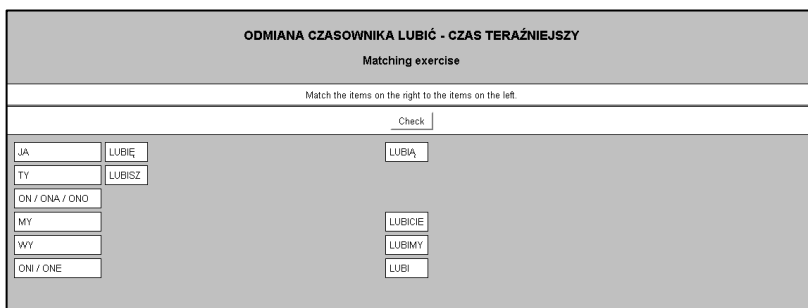 ODMIANA CZASOWNIKA LUBIĆ - CZAS TERAŹNIEJSZY
Matching exercise
Match the items on the right to the items on the left.
Check
JA LUBIĘ LUBIĄ
TY LUBISZ
ON / ONA / ONO
MY LUBICIE
WY LUBIMY
ONI / ONE LUBI